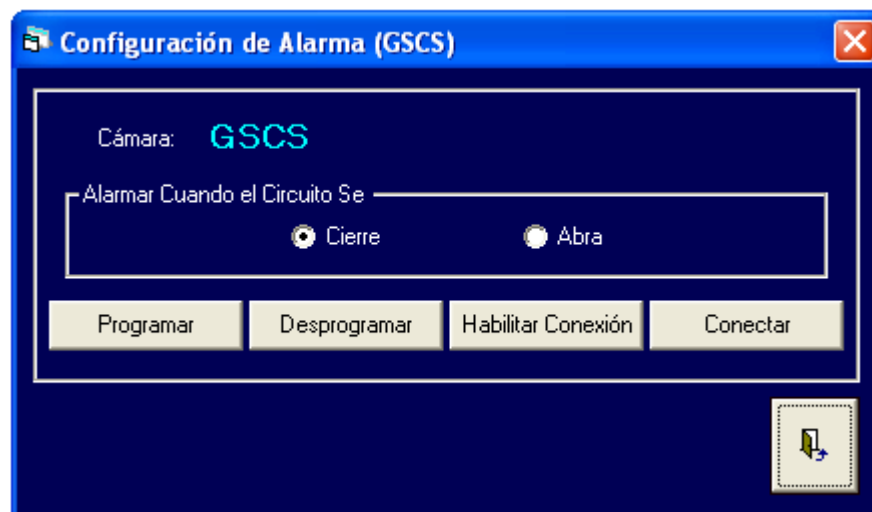 Configuración de Alarma (GSCS)
Cámara: GSCS
Alarmar Cuando el Circuito Se
Cierre Abra
Programar Desprogramar Habilitar Conexión Conectar